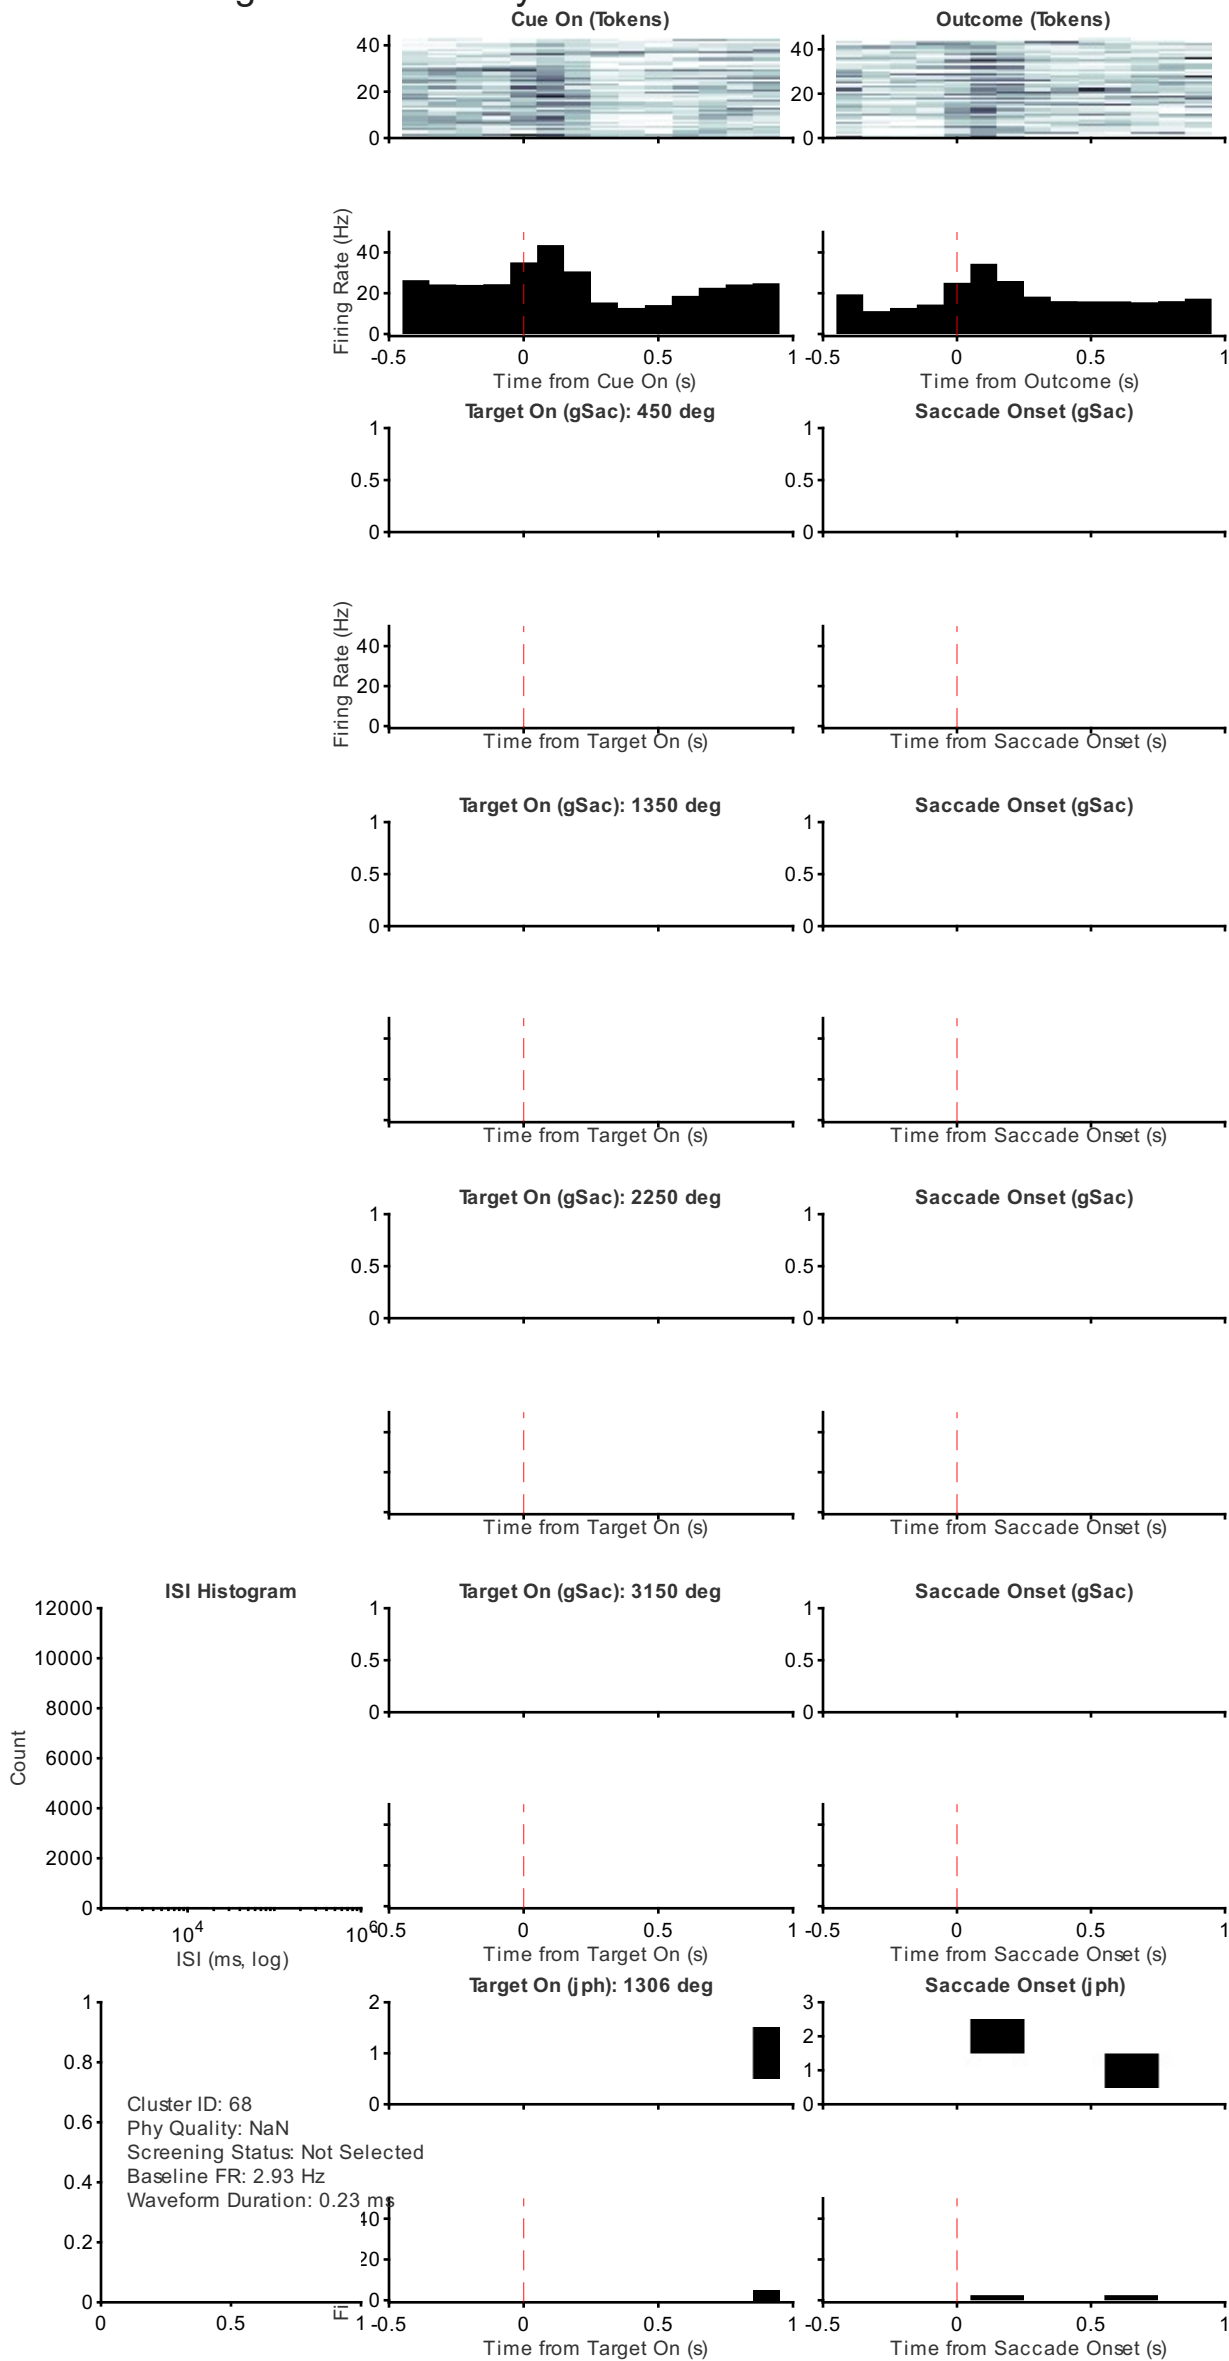 Cue On (Tokens)
Outcome (Tokens)
40
20
0
40
20
0
Firing Rate (Hz)
40
20
0
-0.5
0
0.5
1
-0.5
0
0.5
1
Time from Cue On (s)
Time from Outcome (s)
Target On (gSac): 450 deg
Saccade Onset (gSac)
1
0.5
0
1
0.5
0
Firing Rate (Hz)
40
20
0
Time from Target On (s)
Time from Saccade Onset (s)
Target On (gSac): 1350 deg
Saccade Onset (gSac)
1
0.5
0
1
0.5
0
Time from Target On (s)
Time from Saccade Onset (s)
Target On (gSac): 2250 deg
Saccade Onset (gSac)
1
0.5
0
1
0.5
0
Time from Target On (s)
Time from Saccade Onset (s)
ISI Histogram
Target On (gSac): 3150 deg
Saccade Onset (gSac)
12000
10000
8000
6000
4000
2000
0
Count
10^4
10^6
ISI (ms, log)
1
0.5
0
1
0.5
0
-0.5
0
0.5
1
-0.5
0
0.5
1
Time from Target On (s)
Time from Saccade Onset (s)
Target On (jph): 1306 deg
Saccade Onset (jph)
1
0.8
0.6
0.4
0.2
0
0
0.5
1
Cluster ID: 68
Phy Quality: NaN
Screening Status: Not Selected
Baseline FR: 2.93 Hz
Waveform Duration: 0.23 ms
2
1
0
3
2
1
0
Fi
40
20
0
-0.5
0
0.5
1
-0.5
0
0.5
1
Time from Target On (s)
Time from Saccade Onset (s)